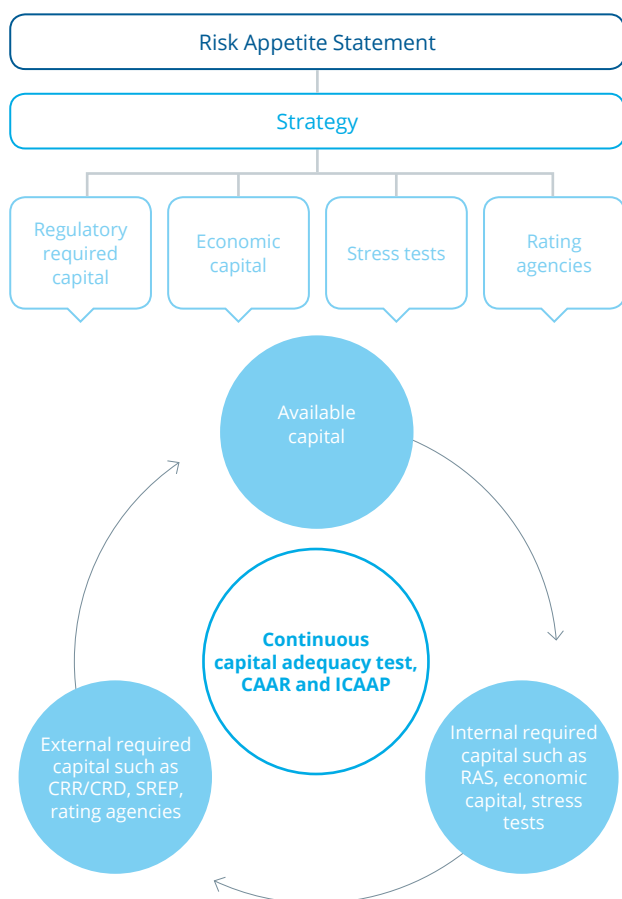 Risk Appetite Statement
Strategy
Regulatory
required
capital
Economic
capital
Stress tests
Rating
agencies
Available
capital
Continuous
capital adequacy test,
CAAR and ICAAP
External required
capital such as
CRR/CRD, SREP,
rating agencies
Internal required
capital such as
RAS, economic
capital, stress
tests